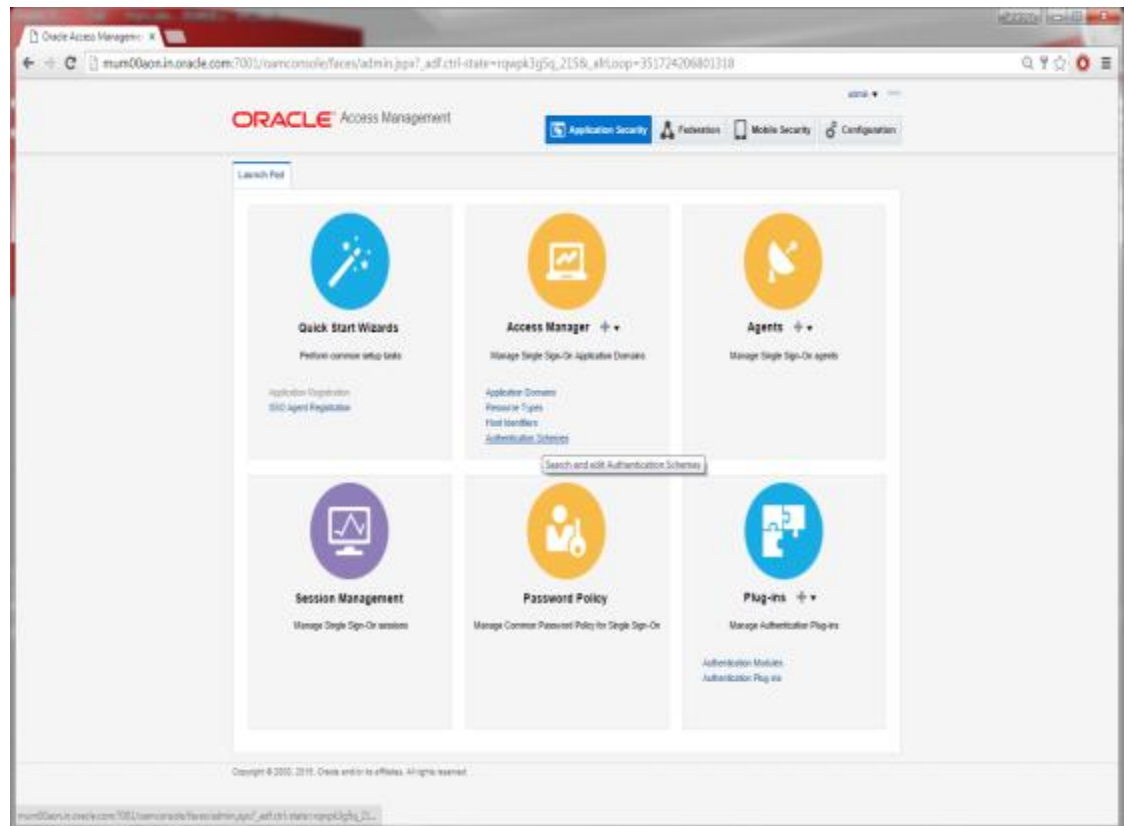 Oracle Access Managemen
mum00aon.in.oracle.com:7001/oamconsole/faces/admin.jspx?_adf.ctrl-state=
admin
ORACLE Access Management
Application Security
Federation
Mobile Security
Configuration
Launch Pad
Quick Start Wizards
Perform common setup tasks
Application Registration
SSO Agent Registration
Access Manager
Manage Single Sign-On Application Domains
Application Domains
Resource Types
Host Identifiers
Authentication Schemes
Search and edit Authentication Schemes
Agents
Manage Single Sign-On agents
Session Management
Manage Single Sign-On sessions
Password Policy
Manage Common Password Policy for Single Sign-On
Plug-ins
Manage Authentication Plug-ins
Authentication Modules
Authentication Plug-ins
Copyright © 2000, 2015, Oracle and/or its affiliates. All rights reserved.